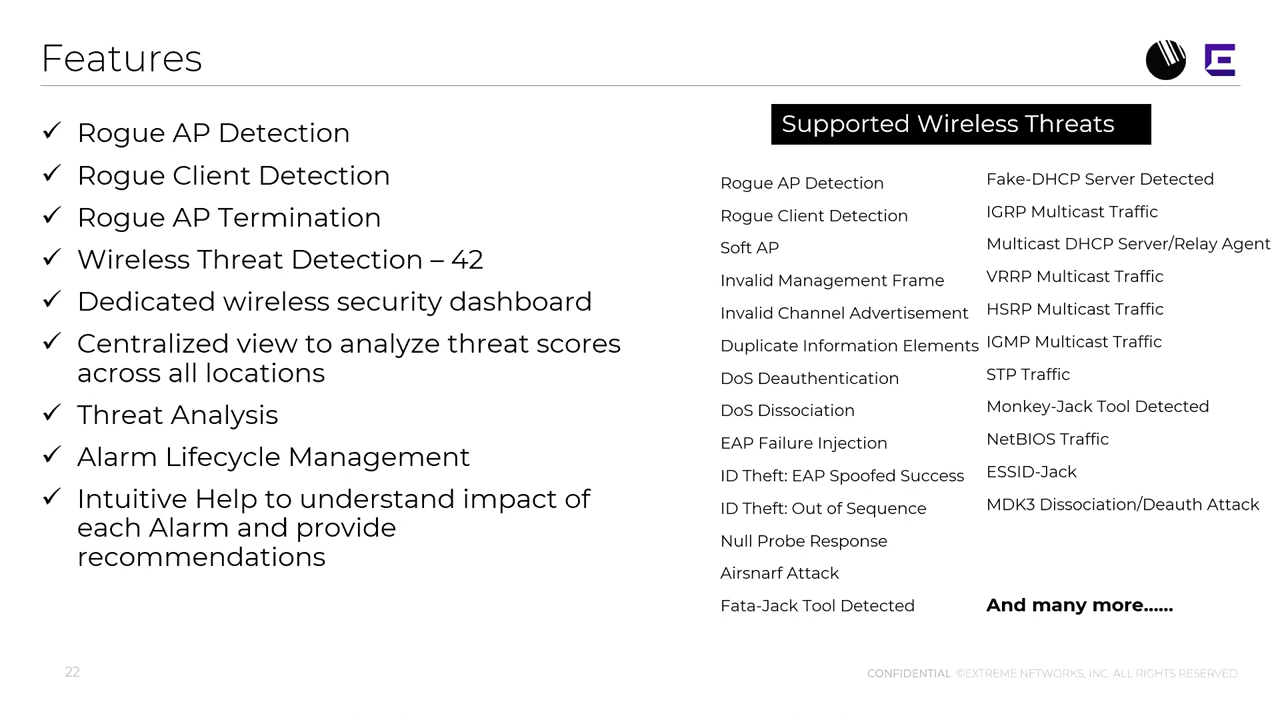 Features
Rogue AP Detection
Rogue Client Detection
Rogue AP Termination
Wireless Threat Detection – 42
Dedicated wireless security dashboard
Centralized view to analyze threat scores
across all locations
Threat Analysis
Alarm Lifecycle Management
Intuitive Help to understand impact of
each Alarm and provide
recommendations
Supported Wireless Threats
Rogue AP Detection
Rogue Client Detection
Soft AP
Invalid Management Frame
Invalid Channel Advertisement
Duplicate Information Elements
DoS Deauthentication
DoS Dissociation
EAP Failure Injection
ID Theft: EAP Spoofed Success
ID Theft: Out of Sequence
Null Probe Response
Airsnarf Attack
Fata-Jack Tool Detected
Fake-DHCP Server Detected
IGRP Multicast Traffic
Multicast DHCP Server/Relay Agent
VRRP Multicast Traffic
HSRP Multicast Traffic
IGMP Multicast Traffic
STP Traffic
Monkey-Jack Tool Detected
NetBIOS Traffic
ESSID-Jack
MDK3 Dissociation/Deauth Attack
And many more......
22
CONFIDENTIAL ©EXTREME NETWORKS, INC. ALL RIGHTS RESERVED.